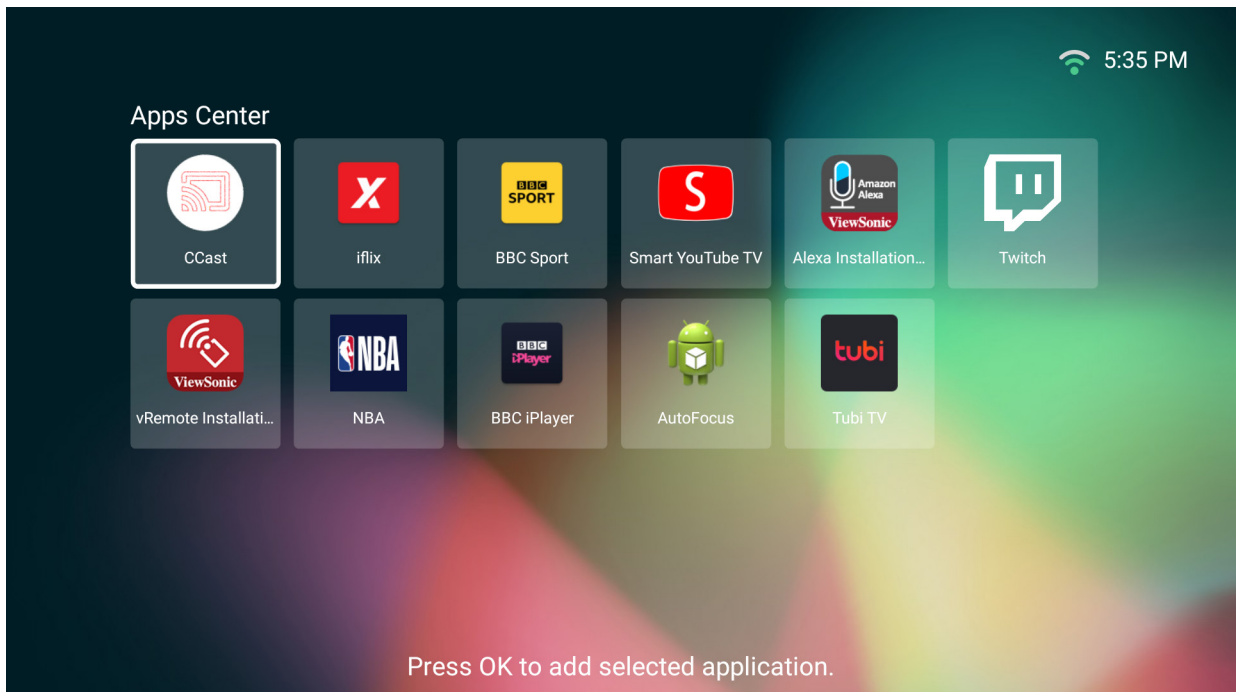 5:35 PM
Apps Center
X
BBC
SPORT
S
Amazon
Alexa
ViewSonic
CCast
iflix
BBC Sport
Smart YouTube TV
Alexa Installation...
Twitch
ViewSonic
NBA
BBC
iPlayer
tubi
vRemote Installati...
NBA
BBC iPlayer
AutoFocus
Tubi TV
Press OK to add selected application.